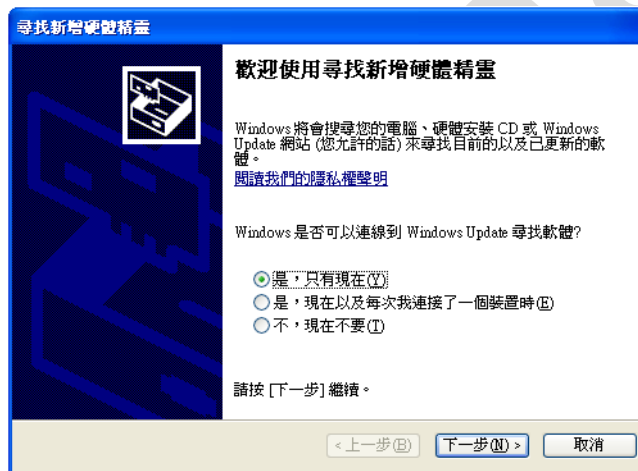 尋找新增硬體精靈
歡迎使用尋找新增硬體精靈
Windows 將會搜尋您的電腦、硬體安裝 CD 或 Windows
Update 網站 (您允許的話) 來尋找目前的以及已更新的軟
體。
閱讀我們的隱私權聲明
Windows 是否可以連線到 Windows Update 尋找軟體?
是，只有現在(Y)
是，現在以及每次我連接了一個裝置時(E)
不，現在不要(T)
請按 [下一步] 繼續。
< 上一步(B) 下一步(N) > 取消